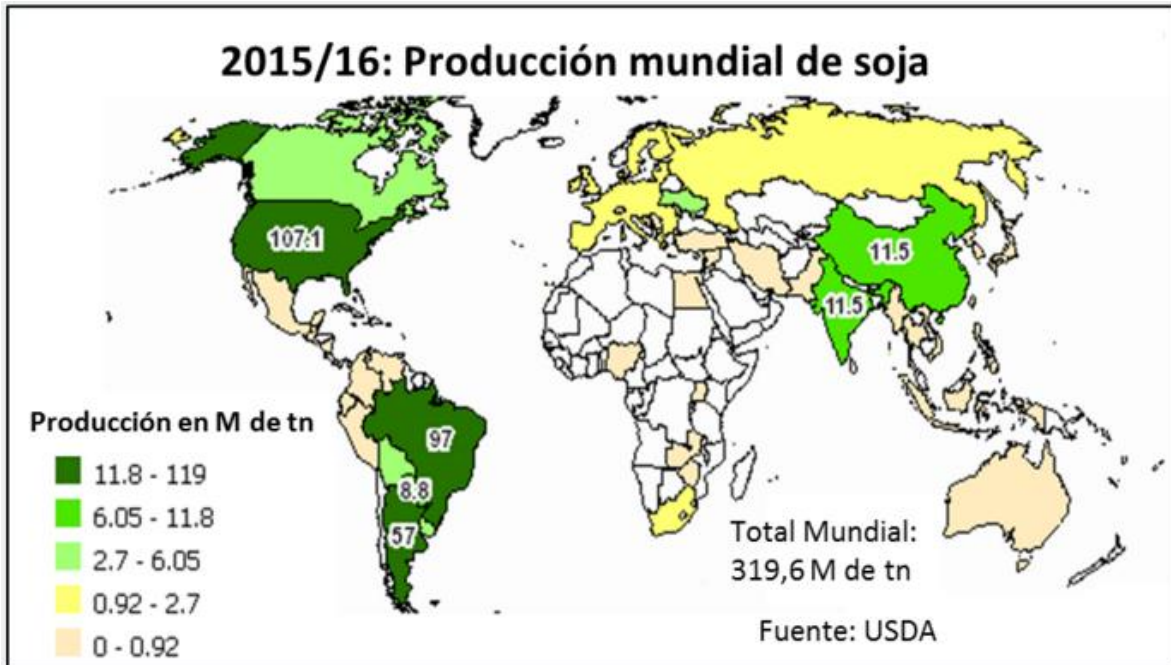 2015/16: Producción mundial de soja
107.1
11.5
11.5
97
8.8
57
Producción en M de tn
11.8 - 119
6.05 - 11.8
2.7 - 6.05
0.92 - 2.7
0 - 0.92
Total Mundial:
319,6 M de tn
Fuente: USDA